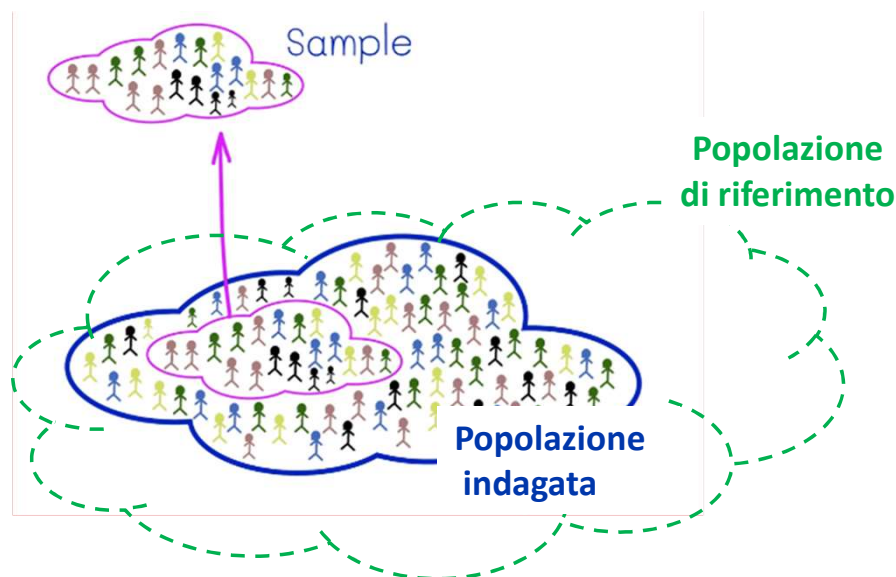 Sample
Popolazione
di riferimento
Popolazione
indagata